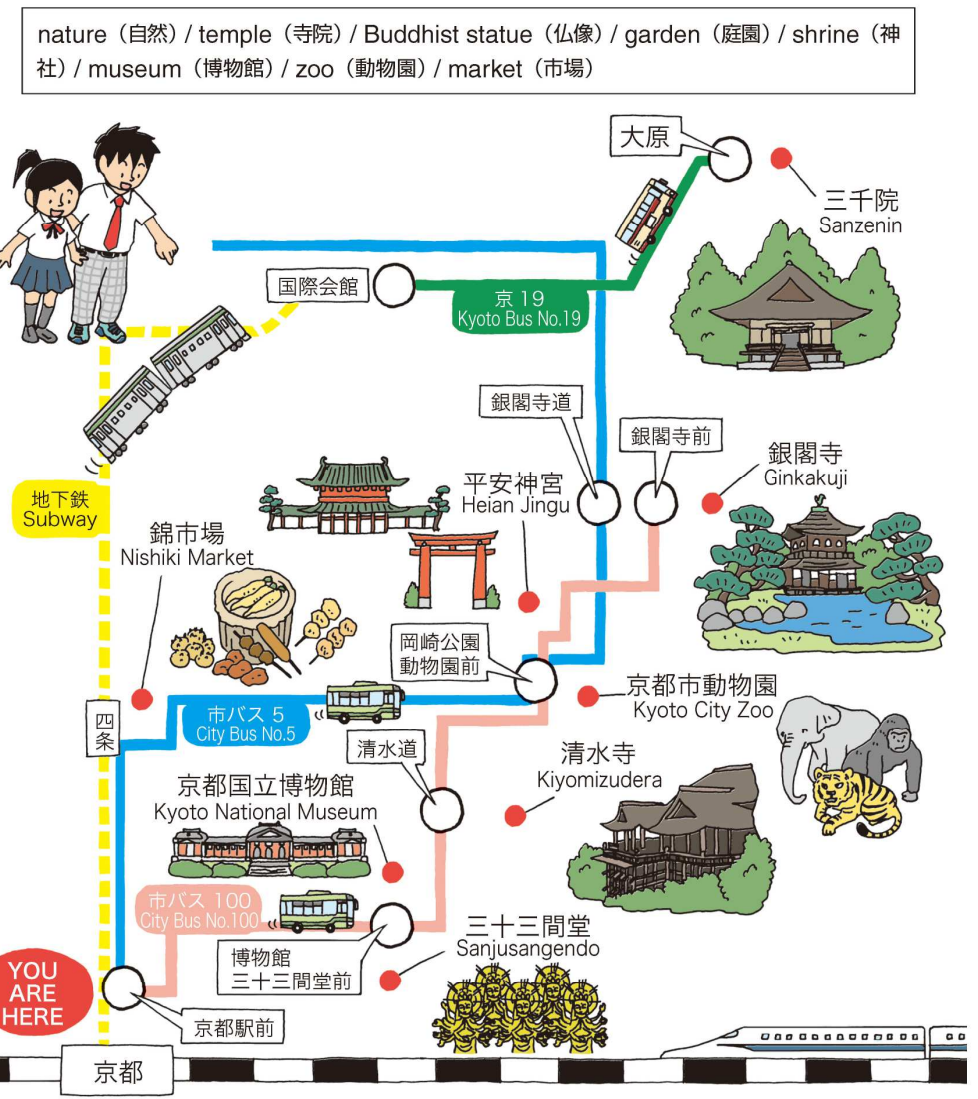 nature（自然）/ temple（寺院）/ Buddhist statue（仏像）/ garden（庭園）/ shrine（神
社）/ museum（博物館）/ zoo（動物園）/ market（市場）
大原
三千院
Sanzenin
国際会館
京 19
Kyoto Bus No.19
銀閣寺道
銀閣寺前
銀閣寺
Ginkakuji
平安神宮
Heian Jingu
地下鉄
Subway
錦市場
Nishiki Market
岡崎公園
動物園前
京都市動物園
Kyoto City Zoo
四条
市バス 5
City Bus No.5
清水道
清水寺
Kiyomizudera
京都国立博物館
Kyoto National Museum
市バス 100
City Bus No.100
博物館
三十三間堂前
三十三間堂
Sanjusangendo
YOU
ARE
HERE
京都駅前
京都